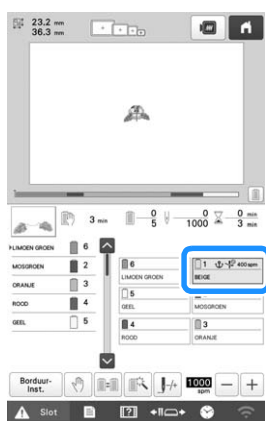 23.2 mm
36.3 mm
3 min
0
5
0
1000
0 min
3 min
LIMOEN GROEN 6
MOSGROEN 2
ORANJE 3
ROOD 4
GEEL 5
6
LIMOEN GROEN
1 400 spm
BEIGE
5
GEEL
MOSGROEN
4
ROOD
3
ORANJE
Borduur-
inst.
1000
spm
- +
Slot